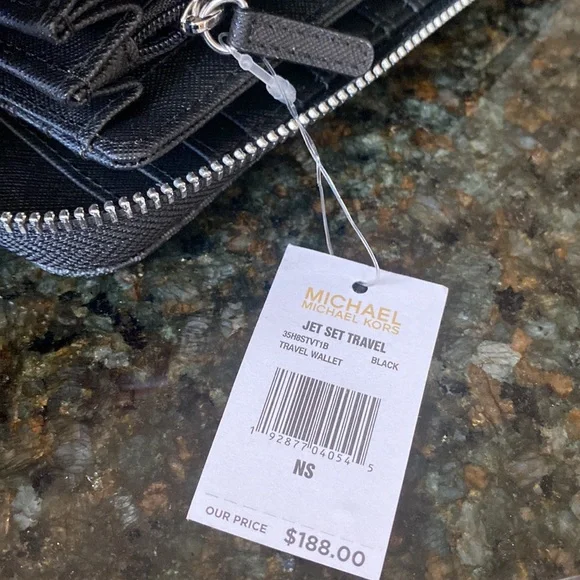 MICHAEL
MICHAEL KORS
JET SET TRAVEL
35H8STVT1B
TRAVEL WALLET BLACK
1 92877 04054 5
NS
OUR PRICE $188.00